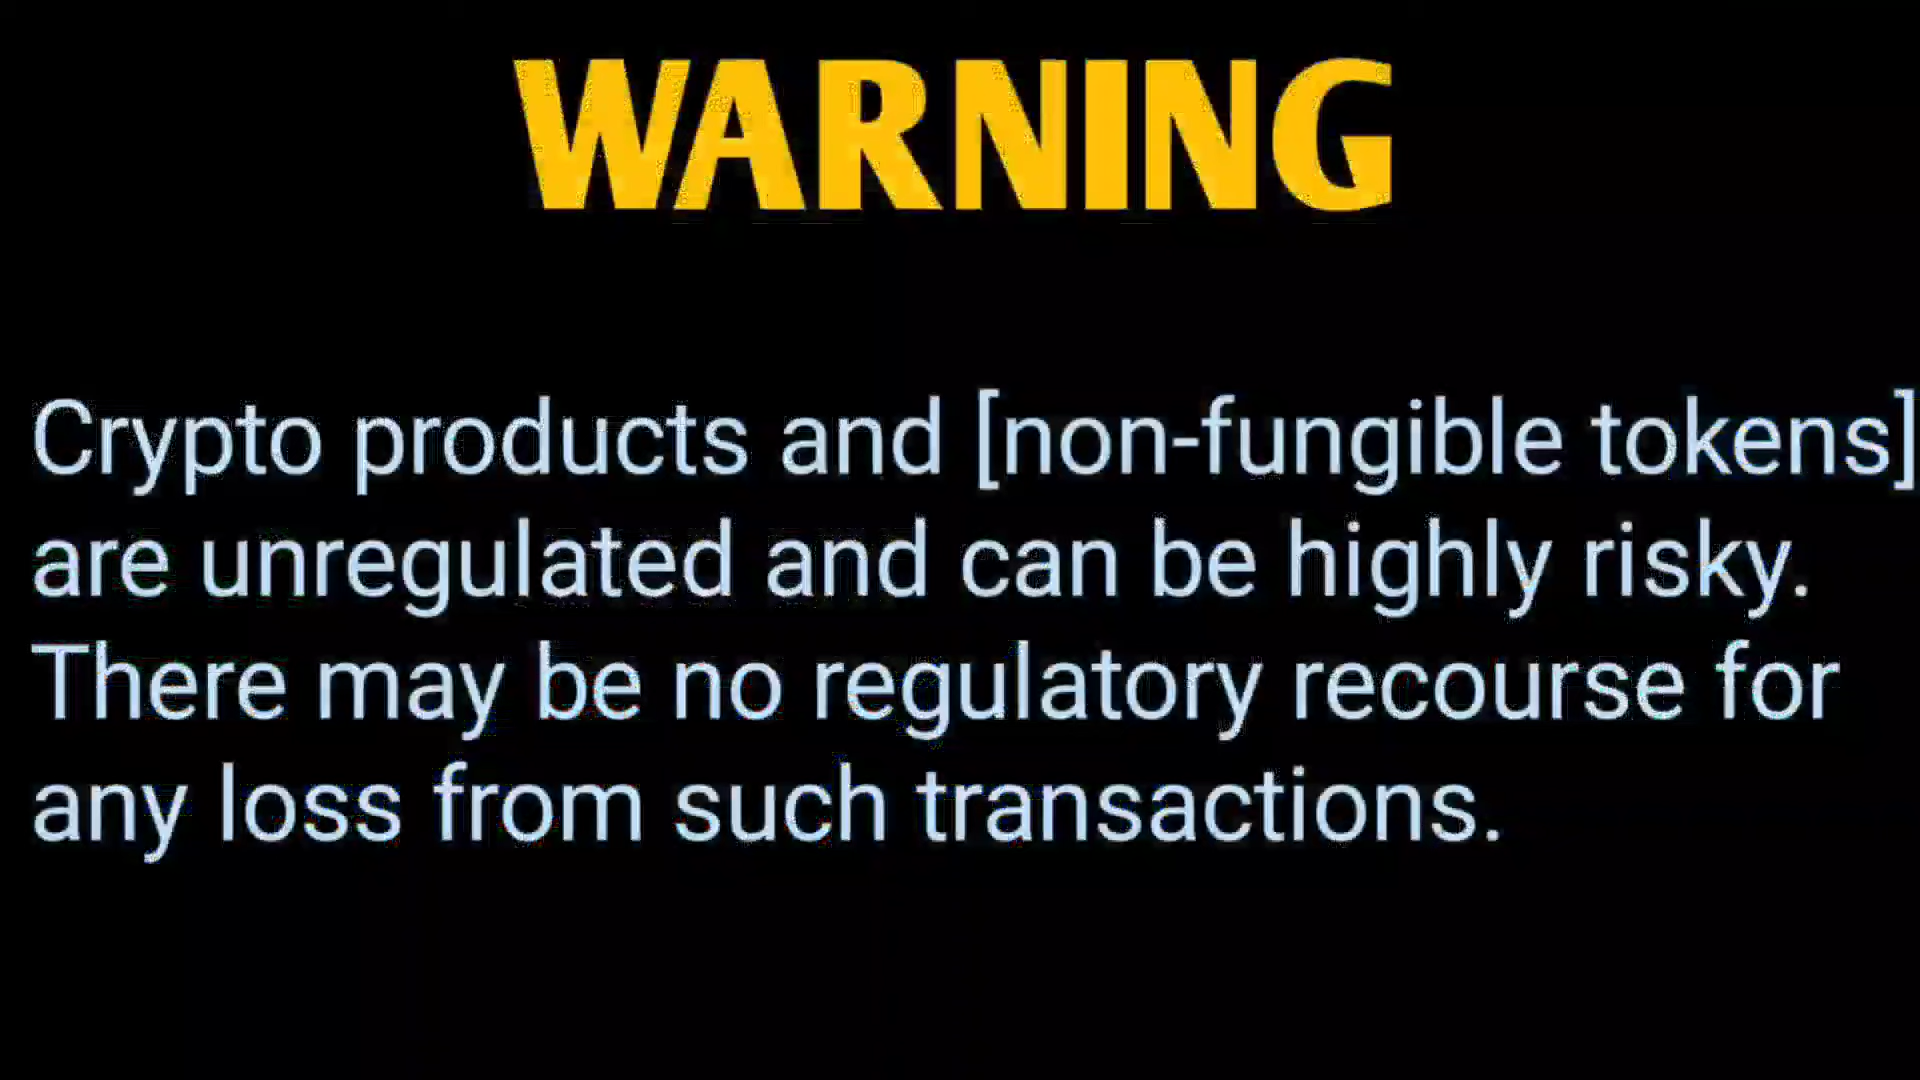 WARNING
Crypto products and [non-fungible tokens]
are unregulated and can be highly risky.
There may be no regulatory recourse for
any loss from such transactions.